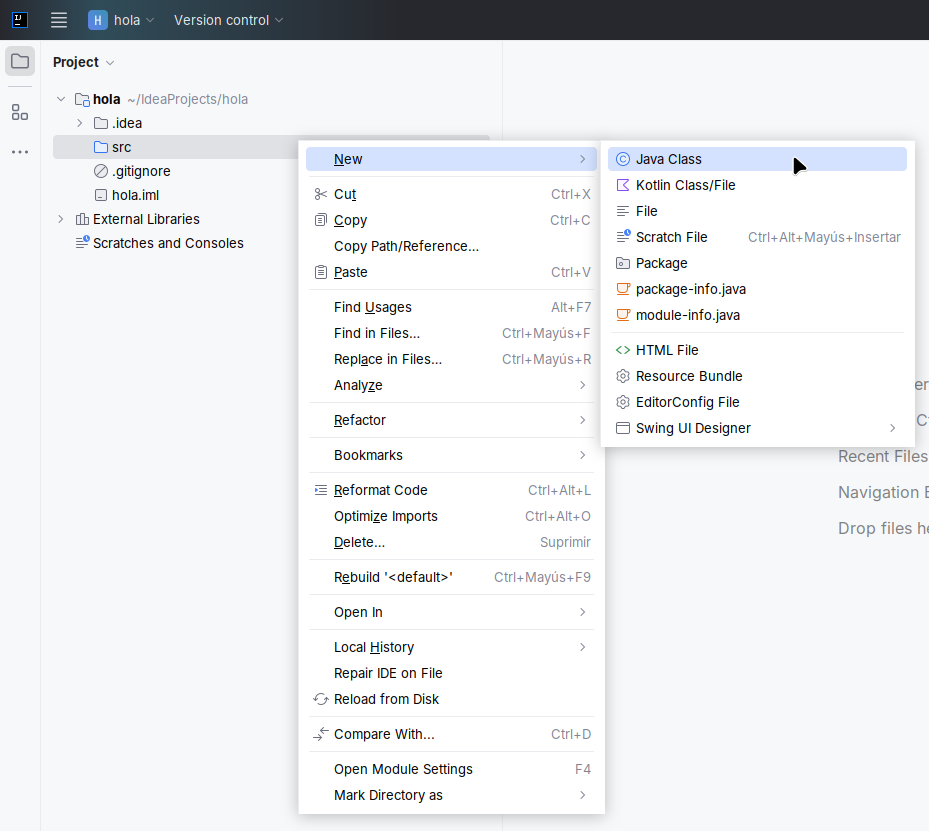 IJ
H hola Version control
Project
hola ~/IdeaProjects/hola
.idea
src
.gitignore
hola.iml
External Libraries
Scratches and Consoles
New
Cut Ctrl+X
Copy Ctrl+C
Copy Path/Reference...
Paste Ctrl+V
Find Usages Alt+F7
Find in Files... Ctrl+Mayús+F
Replace in Files... Ctrl+Mayús+R
Analyze
Refactor
Bookmarks
Reformat Code Ctrl+Alt+L
Optimize Imports Ctrl+Alt+O
Delete... Suprimir
Rebuild '<default>' Ctrl+Mayús+F9
Open In
Local History
Repair IDE on File
Reload from Disk
Compare With... Ctrl+D
Open Module Settings F4
Mark Directory as
Java Class
Kotlin Class/File
File
Scratch File Ctrl+Alt+Mayús+Insertar
Package
package-info.java
module-info.java
HTML File
Resource Bundle
EditorConfig File
Swing UI Designer
Recent Files
Navigation
Drop files